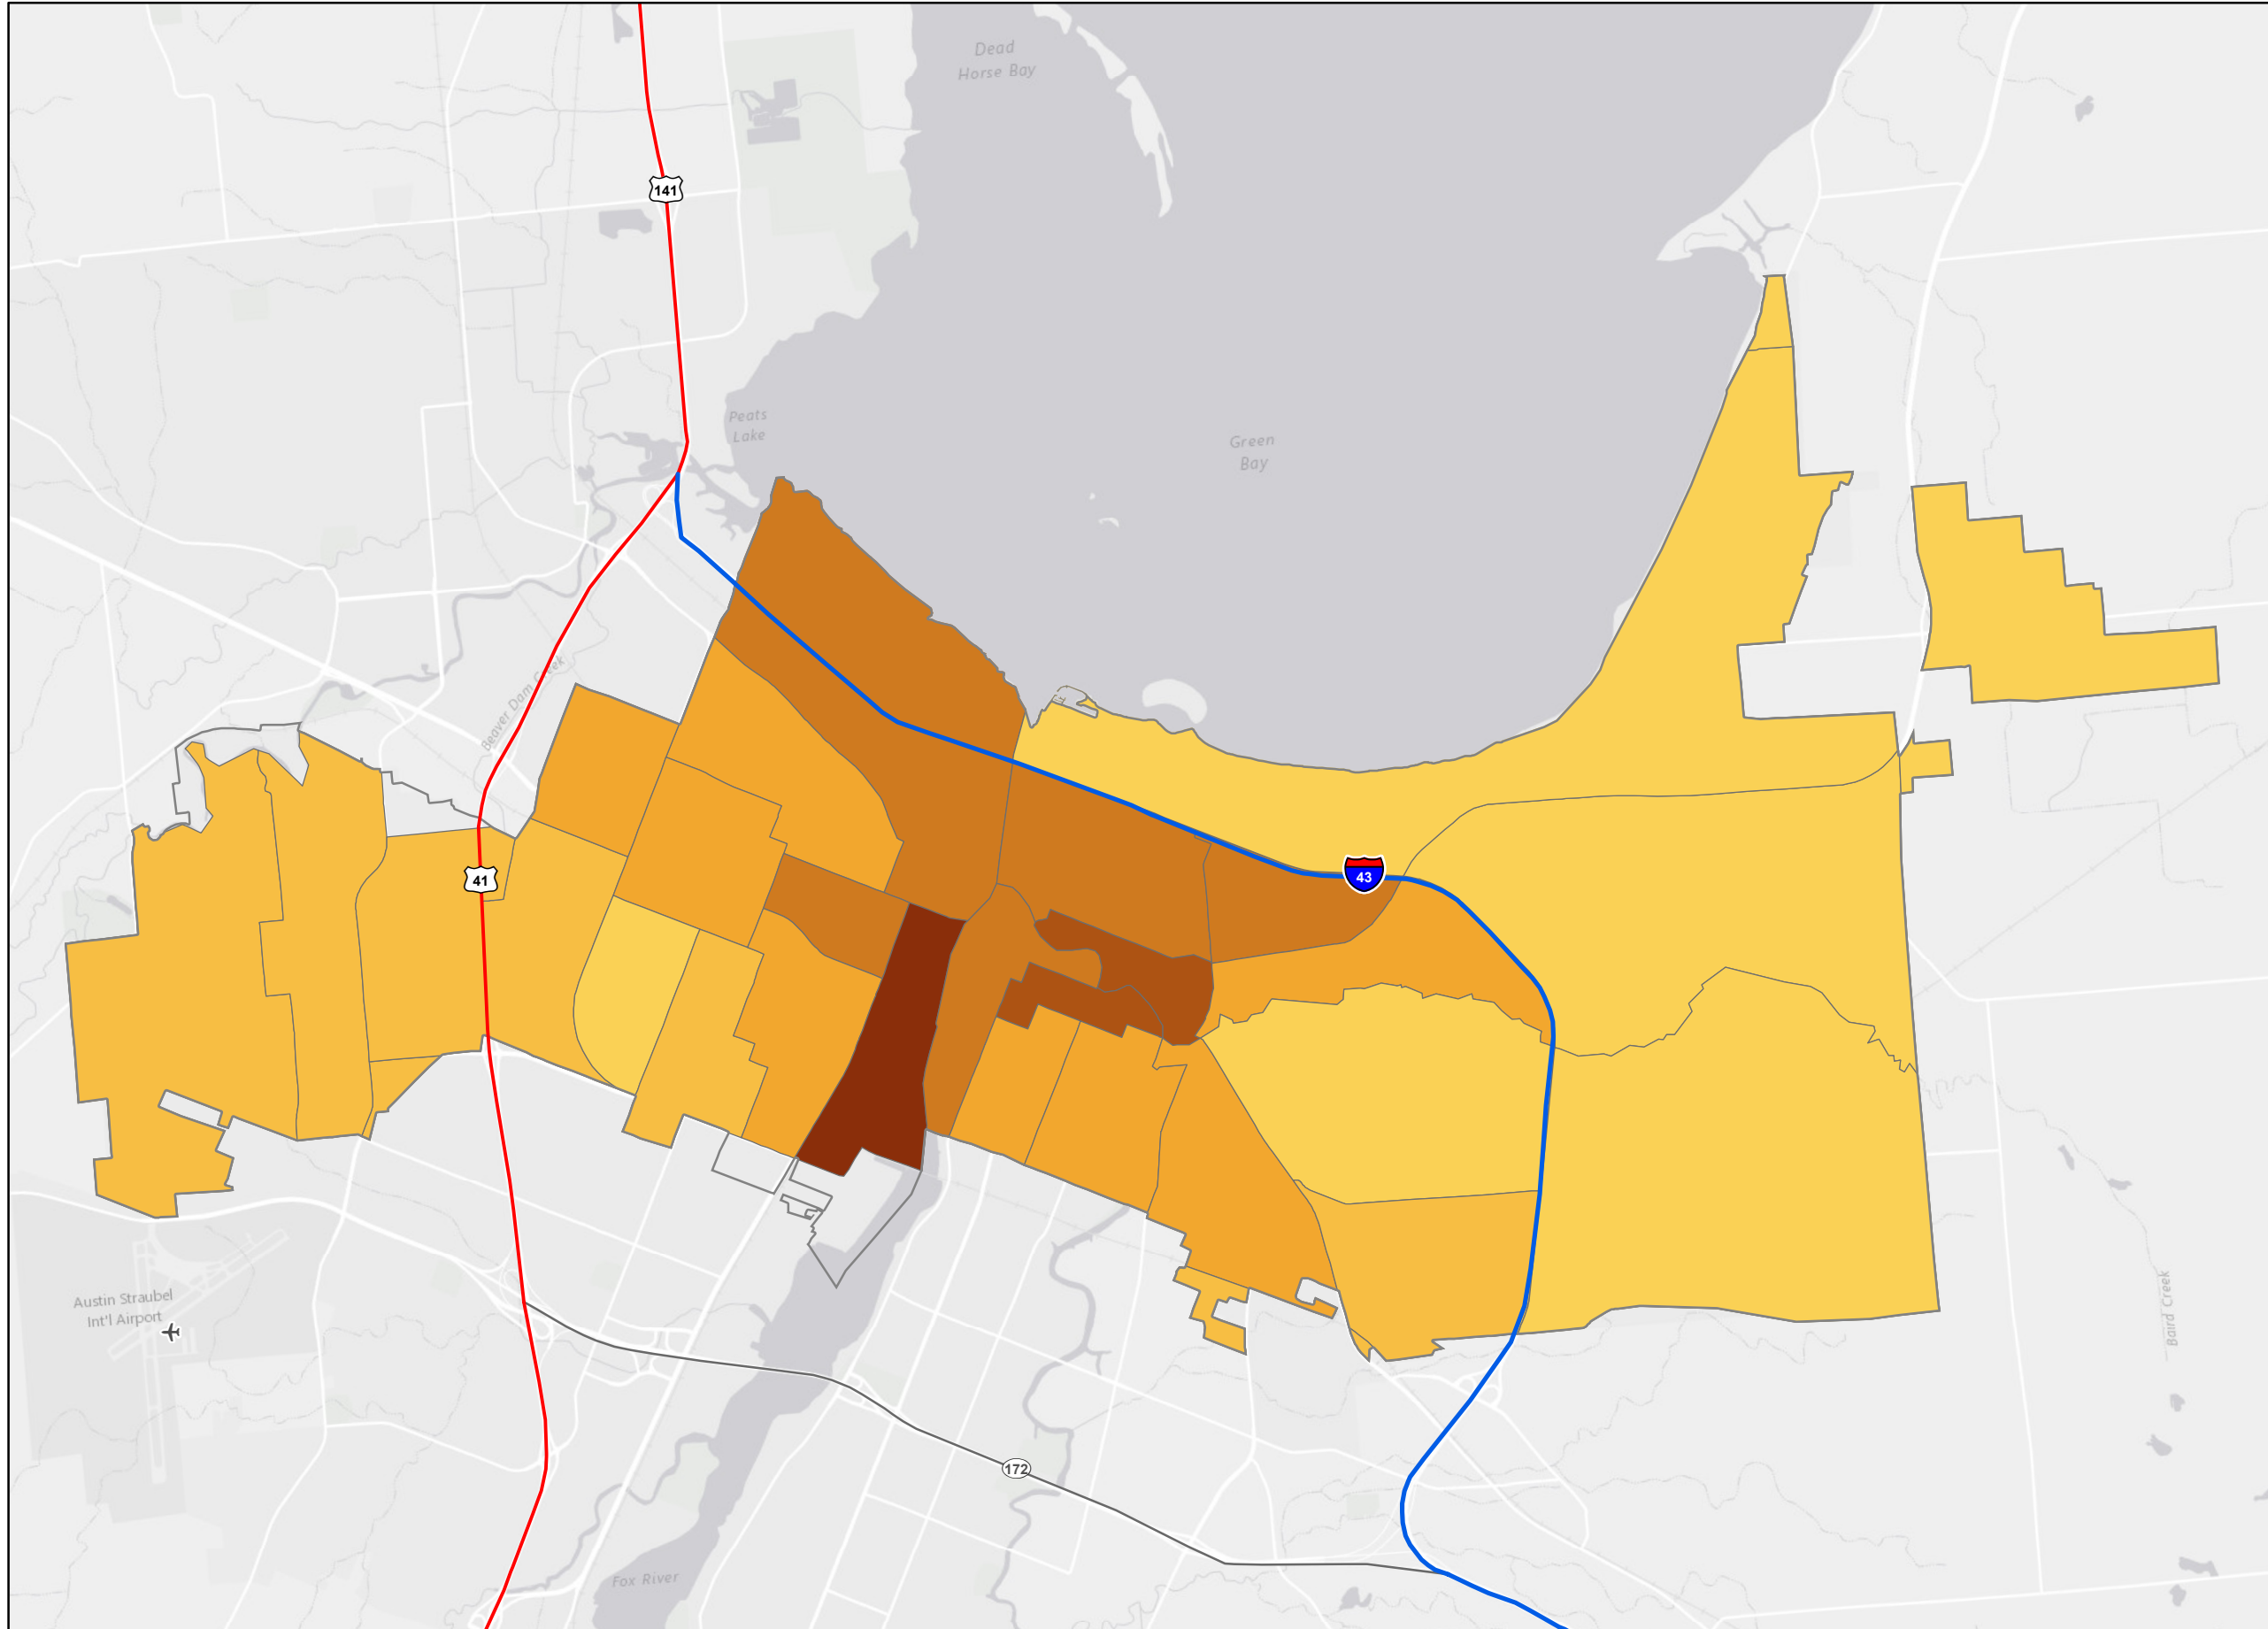 Dead
Horse Bay
141
Peats
Lake
Green
Bay
Beaver Dam Creek
41
43
Austin Straubel
Int'l Airport
Baird Creek
172
Fox River